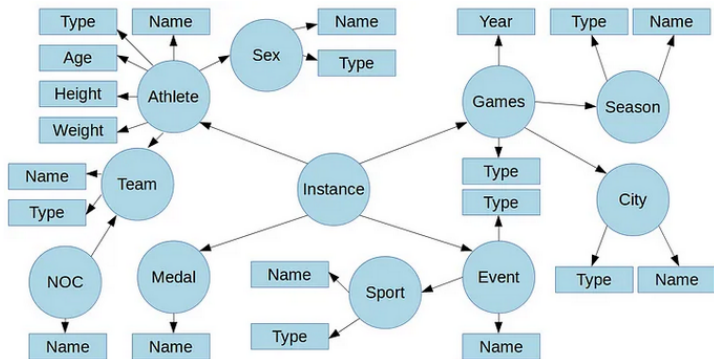 Type
Name
Name
Year
Type
Name
Age
Sex
Type
Height
Athlete
Games
Season
Weight
Type
Name
Team
Instance
Type
City
Type
NOC
Medal
Name
Sport
Event
Type
Name
Type
Name
Name
Name